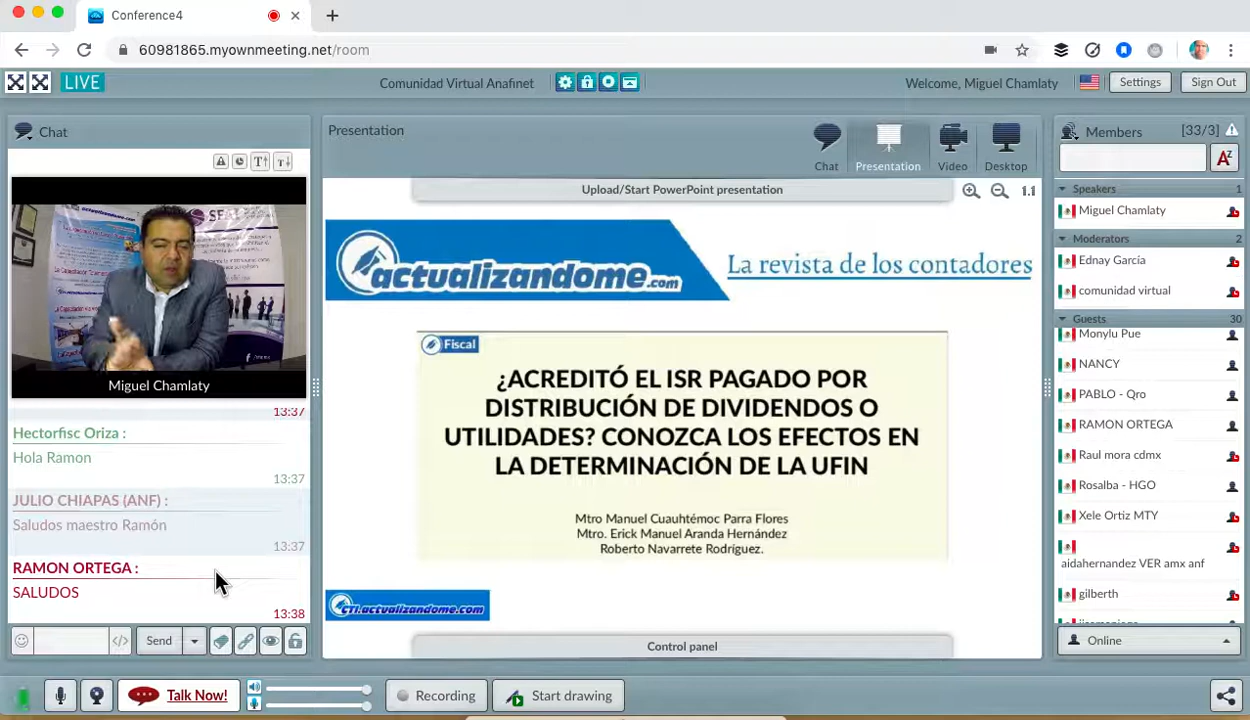 Conference4
60981865.myownmeeting.net/room
LIVE
Comunidad Virtual Anafinet
Welcome, Miguel Chamlaty
Settings
Sign Out
Chat
T↑
T↓
Miguel Chamlaty
13:37
Hectorfisc Oriza :
Hola Ramon
13:37
JULIO CHIAPAS (ANF) :
Saludos maestro Ramón
13:37
RAMON ORTEGA :
SALUDOS
13:38
</>
Send
Presentation
Chat
Presentation
Video
Desktop
Upload/Start PowerPoint presentation
1.1
actualizandome.com
La revista de los contadores
Fiscal
¿ACREDITÓ EL ISR PAGADO POR
DISTRIBUCIÓN DE DIVIDENDOS O
UTILIDADES? CONOZCA LOS EFECTOS EN
LA DETERMINACIÓN DE LA UFIN
Mtro Manuel Cuauhtémoc Parra Flores
Mtro. Erick Manuel Aranda Hernández
Roberto Navarrete Rodríguez.
CTI.actualizandome.com
Control panel
Members
[33/3]
AZ
Speakers 1
Miguel Chamlaty
Moderators 2
Ednay García
comunidad virtual
Guests 30
Monylu Pue
NANCY
PABLO - Qro
RAMON ORTEGA
Raul mora cdmx
Rosalba - HGO
Xele Ortiz MTY
aidahernandez VER amx anf
gilberth
Online
Talk Now!
Recording
Start drawing